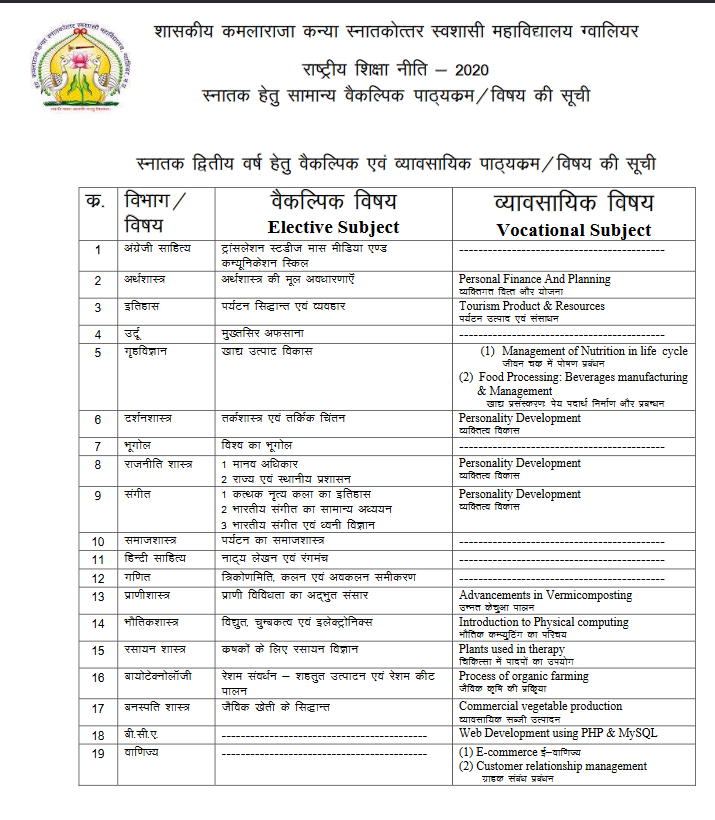 शासकीय कमलाराजा कन्या स्नातकोत्तर स्वशासी महाविद्यालय ग्वालियर
राष्ट्रीय शिक्षा नीति – 2020
स्नातक हेतु सामान्य वैकल्पिक पाठ्यक्रम/विषय की सूची
स्नातक द्वितीय वर्ष हेतु वैकल्पिक एवं व्यावसायिक पाठ्यक्रम/विषय की सूची
क्र. विभाग/ वैकल्पिक विषय व्यावसायिक विषय
विषय Elective Subject Vocational Subject
1 अंग्रेजी साहित्य ट्रांसलेशन स्टडीज मास मीडिया एण्ड --------------------------------------------
कम्यूनिकेशन स्किल
2 अर्थशास्त्र अर्थशास्त्र की मूल अवधारणाएँ Personal Finance And Planning
व्यक्तिगत वित्त और योजना
3 इतिहास पर्यटन सिद्धान्त एवं व्यवहार Tourism Product & Resources
पर्यटन उत्पाद एवं संसाधन
4 उर्दू मुख्तसिर अफसाना --------------------------------------------
5 गृहविज्ञान खाद्य उत्पाद विकास (1) Management of Nutrition in life cycle
जीवन चक्र में पोषण प्रबंधन
(2) Food Processing: Beverages manufacturing
& Management
खाद्य प्रसंस्करण पेय पदार्थ निर्माण और प्रबन्धन
6 दर्शनशास्त्र तर्कशास्त्र एवं तर्किक चिंतन Personality Development
व्यक्तित्व विकास
7 भूगोल विश्व का भूगोल --------------------------------------------
8 राजनीति शास्त्र 1 मानव अधिकार Personality Development
2 राज्य एवं स्थानीय प्रशासन व्यक्तित्व विकास
9 संगीत 1 कत्थक नृत्य कला का इतिहास Personality Development
2 भारतीय संगीत का सामान्य अध्ययन व्यक्तित्व विकास
3 भारतीय संगीत एवं ध्वनी विज्ञान
10 समाजशास्त्र पर्यटन का समाजशास्त्र --------------------------------------------
11 हिन्दी साहित्य नाट्य लेखन एवं रंगमंच --------------------------------------------
12 गणित त्रिकोणमिति, कलन एवं अवकलन समीकरण --------------------------------------------
13 प्राणीशास्त्र प्राणी विविधता का अद्भुत संसार Advancements in Vermicomposting
उन्नत केचुआ पालन
14 भौतिकशास्त्र विद्युत, चुम्बकत्व एवं इलेक्ट्रोनिक्स Introduction to Physical computing
भौतिक कम्प्युटिंग का परिचय
15 रसायन शास्त्र कृषकों के लिए रसायन विज्ञान Plants used in therapy
चिकित्सा में पादपों का उपयोग
16 बायोटेक्नोलॉजी रेशम संवर्धन – शहतुत उत्पादन एवं रेशम कीट Process of organic farming
पालन जैविक कृषि की प्रक्रिया
17 बनस्पति शास्त्र जैविक खेती के सिद्धान्त Commercial vegetable production
व्यावसायिक सब्जी उत्पादन
18 बी.सी.ए. -------------------------------------------- Web Development using PHP & MySQL
19 वाणिज्य -------------------------------------------- (1) E-commerce ई–वाणिज्य
(2) Customer relationship management
ग्राहक संबंध प्रबंधन